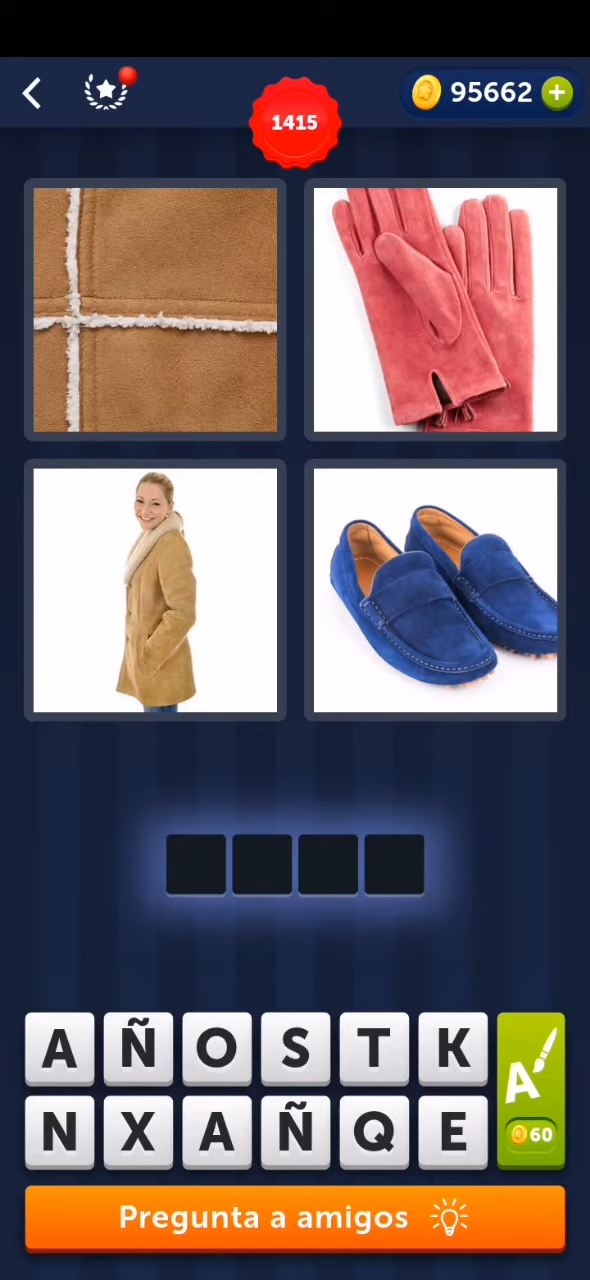 95662 +
1415
A Ñ O S T K
N X A Ñ Q E
A
60
Pregunta a amigos